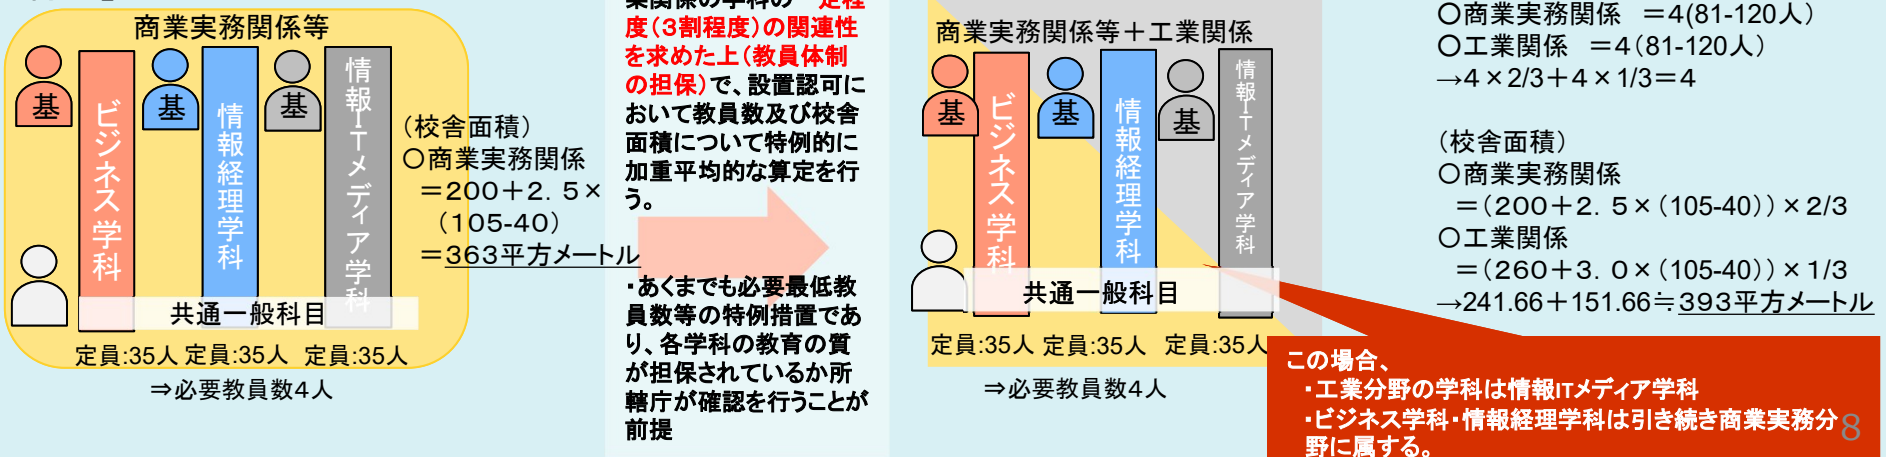 商業実務関係等
基
ビジネス学科
基
情報経理学科
基
情報ITメディア学科
共通一般科目
定員:35人 定員:35人 定員:35人
⇒必要教員数4人
(校舎面積)
○商業実務関係
=200+2.5×
(105-40)
=363平方メートル
度(3割程度)の関連性
を求めた上(教員体制
の担保)で、設置認可に
おいて教員数及び校舎
面積について特例的に
加重平均的な算定を行
う。
・あくまでも必要最低教
員数等の特例措置であ
り、各学科の教育の質
が担保されているか所
轄庁が確認を行うことが
前提
商業実務関係等+工業関係
基
ビジネス学科
基
情報経理学科
基
情報ITメディア学科
共通一般科目
定員:35人 定員:35人 定員:35人
⇒必要教員数4人
○商業実務関係 =4(81-120人)
○工業関係 =4(81-120人)
→4×2/3+4×1/3=4
(校舎面積)
○商業実務関係
=(200+2.5×(105-40))×2/3
○工業関係
=(260+3.0×(105-40))×1/3
→241.66+151.66≒393平方メートル
この場合、
・工業分野の学科は情報ITメディア学科
・ビジネス学科・情報経理学科は引き続き商業実務分
野に属する。
8